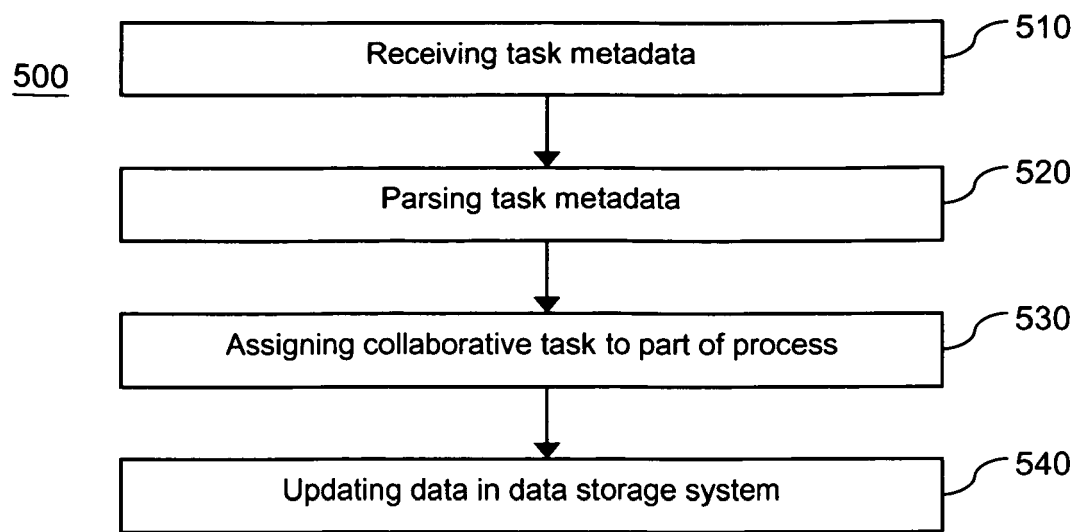 510
Receiving task metadata
500
520
Parsing task metadata
530
Assigning collaborative task to part of process
540
Updating data in data storage system